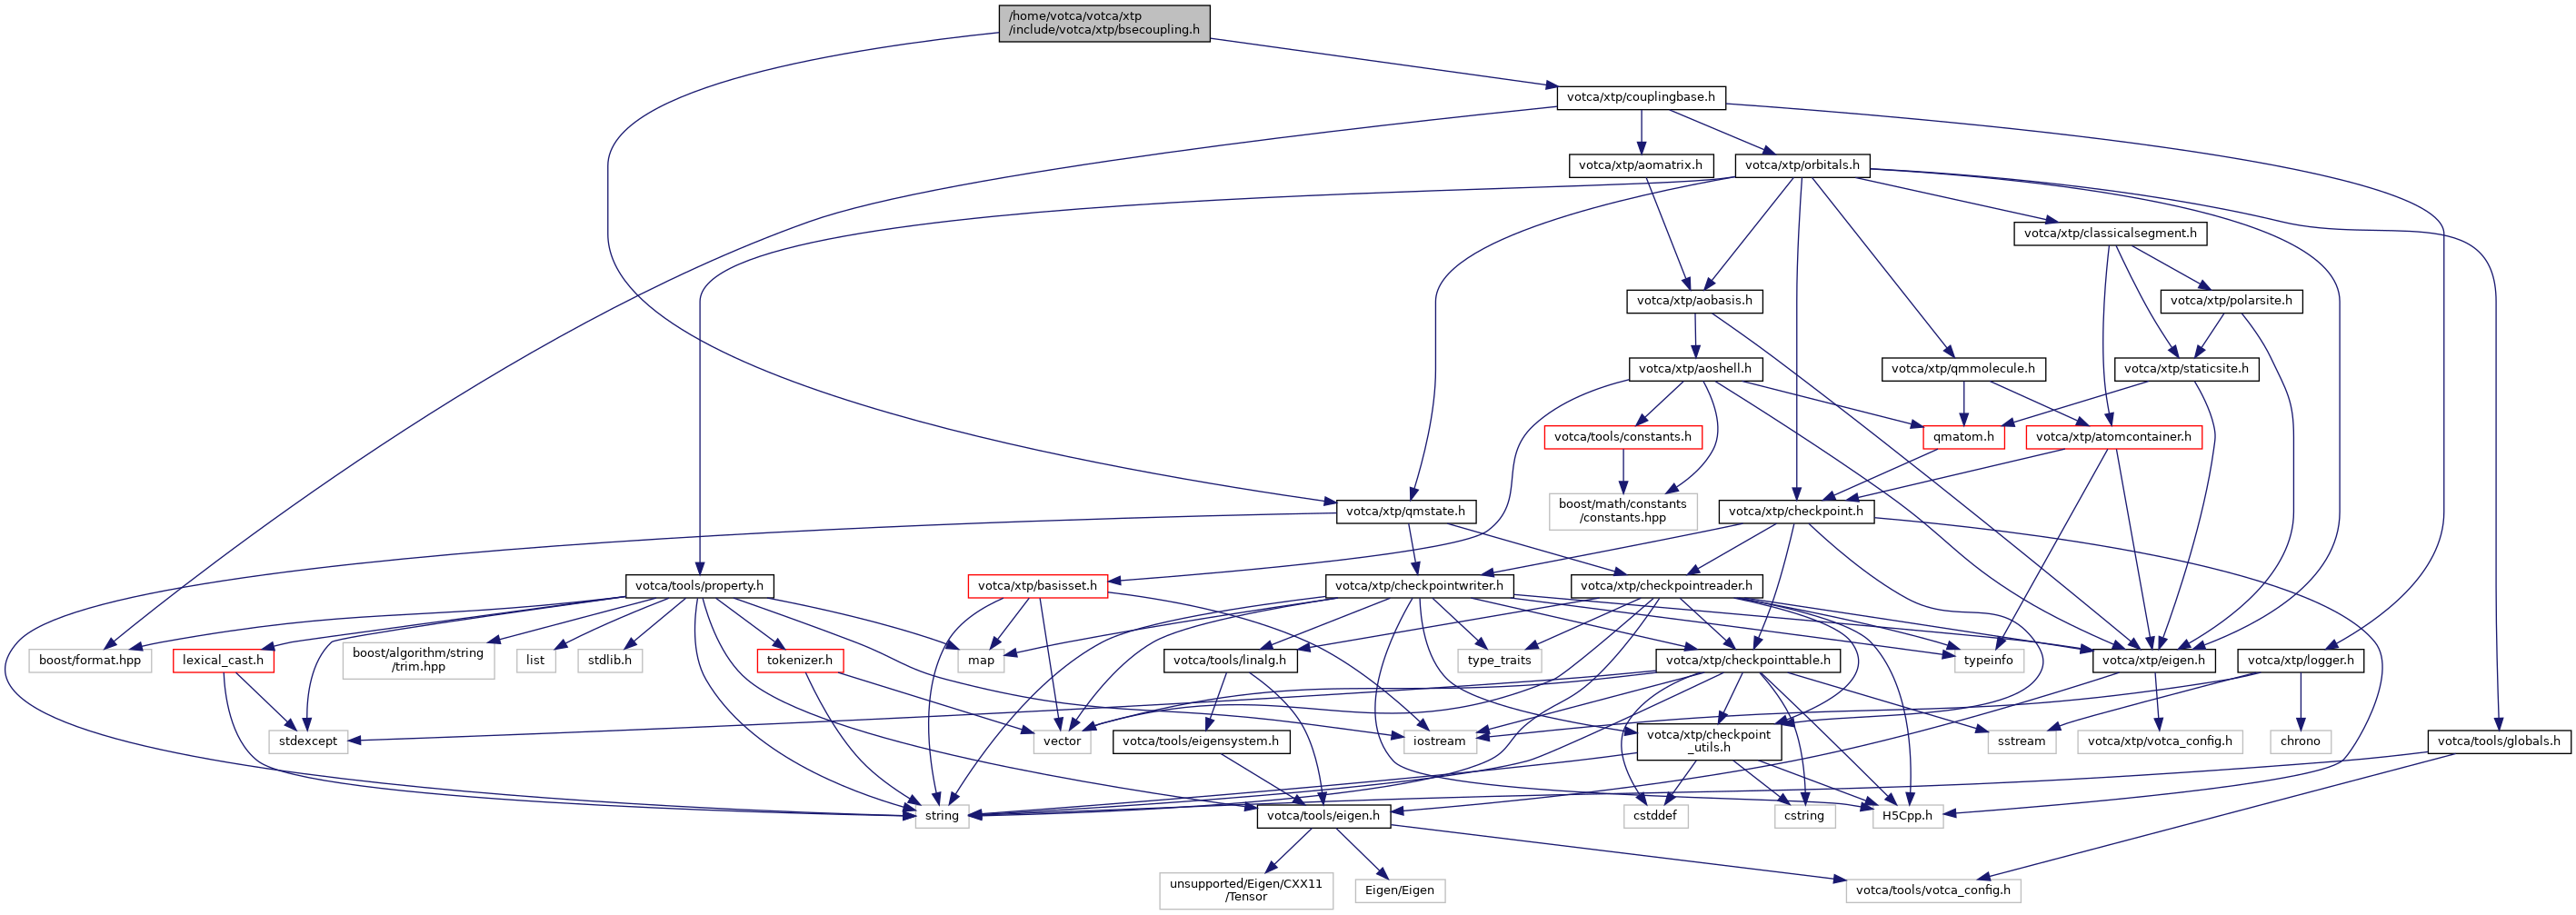 /home/votca/votca/xtp
/include/votca/xtp/bsecoupling.h
votca/xtp/couplingbase.h
votca/xtp/aomatrix.h
votca/xtp/orbitals.h
votca/xtp/classicalsegment.h
votca/xtp/aobasis.h
votca/xtp/polarsite.h
votca/xtp/aoshell.h
votca/xtp/qmmolecule.h
votca/xtp/staticsite.h
votca/tools/constants.h
qmatom.h
votca/xtp/atomcontainer.h
boost/math/constants
/constants.hpp
votca/xtp/qmstate.h
votca/xtp/checkpoint.h
votca/tools/property.h
votca/xtp/basisset.h
votca/xtp/checkpointwriter.h
votca/xtp/checkpointreader.h
boost/format.hpp
lexical_cast.h
boost/algorithm/string
/trim.hpp
list
stdlib.h
tokenizer.h
map
votca/tools/linalg.h
type_traits
votca/xtp/checkpointtable.h
typeinfo
votca/xtp/eigen.h
votca/xtp/logger.h
stdexcept
vector
votca/tools/eigensystem.h
iostream
votca/xtp/checkpoint
_utils.h
sstream
votca/xtp/votca_config.h
chrono
votca/tools/globals.h
string
votca/tools/eigen.h
cstddef
cstring
H5Cpp.h
unsupported/Eigen/CXX11
/Tensor
Eigen/Eigen
votca/tools/votca_config.h